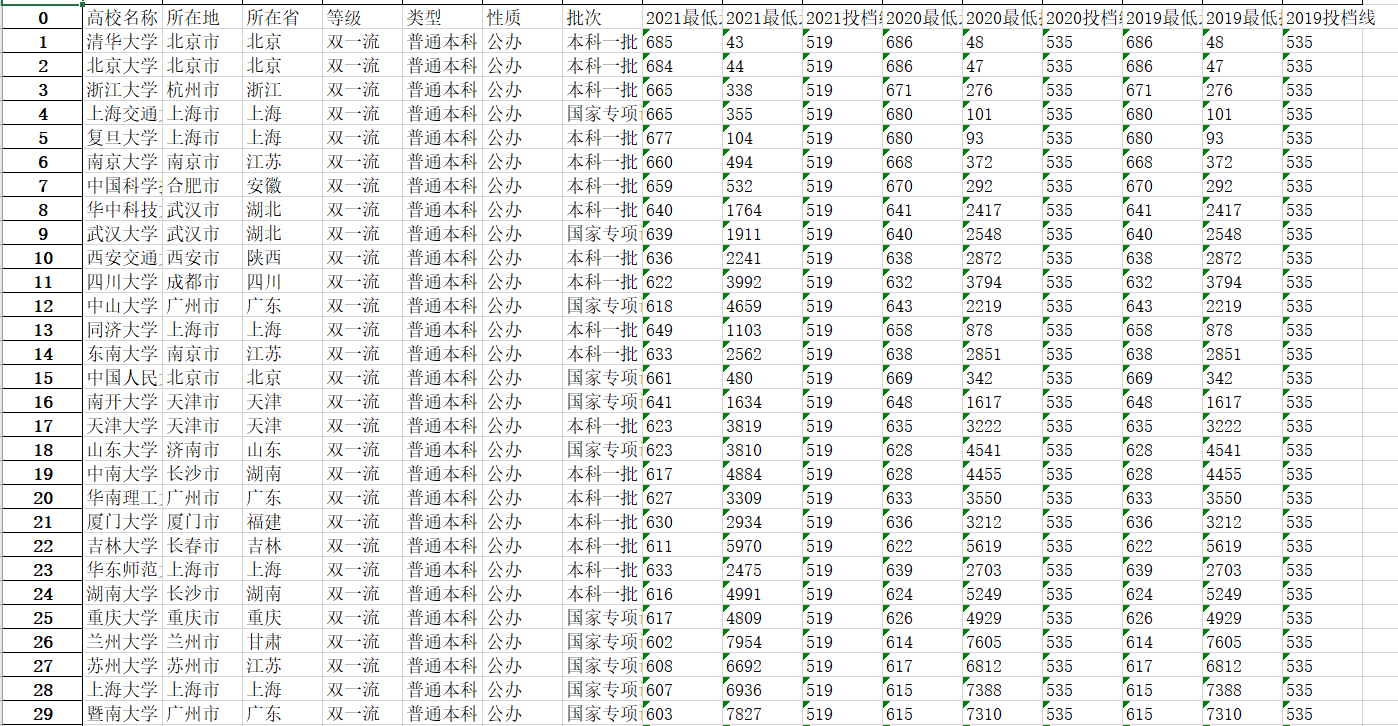 0 高校名称 所在地 所在省 等级 类型 性质 批次 2021最低 2021最低 2021投档 2020最低 2020最低 2020投档 2019最低 2019最低 2019投档线
1 清华大学 北京市 北京 双一流 普通本科 公办 本科一批 685 43 519 686 48 535 686 48 535
2 北京大学 北京市 北京 双一流 普通本科 公办 本科一批 684 44 519 686 47 535 686 47 535
3 浙江大学 杭州市 浙江 双一流 普通本科 公办 本科一批 665 338 519 671 276 535 671 276 535
4 上海交通 上海市 上海 双一流 普通本科 公办 国家专项 665 355 519 680 101 535 680 101 535
5 复旦大学 上海市 上海 双一流 普通本科 公办 本科一批 677 104 519 680 93 535 680 93 535
6 南京大学 南京市 江苏 双一流 普通本科 公办 本科一批 660 494 519 668 372 535 668 372 535
7 中国科学 合肥市 安徽 双一流 普通本科 公办 本科一批 659 532 519 670 292 535 670 292 535
8 华中科技 武汉市 湖北 双一流 普通本科 公办 本科一批 640 1764 519 641 2417 535 641 2417 535
9 武汉大学 武汉市 湖北 双一流 普通本科 公办 国家专项 639 1911 519 640 2548 535 640 2548 535
10 西安交通 西安市 陕西 双一流 普通本科 公办 本科一批 636 2241 519 638 2872 535 638 2872 535
11 四川大学 成都市 四川 双一流 普通本科 公办 本科一批 622 3992 519 632 3794 535 632 3794 535
12 中山大学 广州市 广东 双一流 普通本科 公办 国家专项 618 4659 519 643 2219 535 643 2219 535
13 同济大学 上海市 上海 双一流 普通本科 公办 本科一批 649 1103 519 658 878 535 658 878 535
14 东南大学 南京市 江苏 双一流 普通本科 公办 本科一批 633 2562 519 638 2851 535 638 2851 535
15 中国人民 北京市 北京 双一流 普通本科 公办 国家专项 661 480 519 669 342 535 669 342 535
16 南开大学 天津市 天津 双一流 普通本科 公办 国家专项 641 1634 519 648 1617 535 648 1617 535
17 天津大学 天津市 天津 双一流 普通本科 公办 本科一批 623 3819 519 635 3222 535 635 3222 535
18 山东大学 济南市 山东 双一流 普通本科 公办 国家专项 623 3810 519 628 4541 535 628 4541 535
19 中南大学 长沙市 湖南 双一流 普通本科 公办 本科一批 617 4884 519 628 4455 535 628 4455 535
20 华南理工 广州市 广东 双一流 普通本科 公办 本科一批 627 3309 519 633 3550 535 633 3550 535
21 厦门大学 厦门市 福建 双一流 普通本科 公办 本科一批 630 2934 519 636 3212 535 636 3212 535
22 吉林大学 长春市 吉林 双一流 普通本科 公办 本科一批 611 5970 519 622 5619 535 622 5619 535
23 华东师范 上海市 上海 双一流 普通本科 公办 本科一批 633 2475 519 639 2703 535 639 2703 535
24 湖南大学 长沙市 湖南 双一流 普通本科 公办 本科一批 616 4991 519 624 5249 535 624 5249 535
25 重庆大学 重庆市 重庆 双一流 普通本科 公办 国家专项 617 4809 519 626 4929 535 626 4929 535
26 兰州大学 兰州市 甘肃 双一流 普通本科 公办 国家专项 602 7954 519 614 7605 535 614 7605 535
27 苏州大学 苏州市 江苏 双一流 普通本科 公办 国家专项 608 6692 519 617 6812 535 617 6812 535
28 上海大学 上海市 上海 双一流 普通本科 公办 国家专项 607 6936 519 615 7388 535 615 7388 535
29 暨南大学 广州市 广东 双一流 普通本科 公办 国家专项 603 7827 519 615 7310 535 615 7310 535